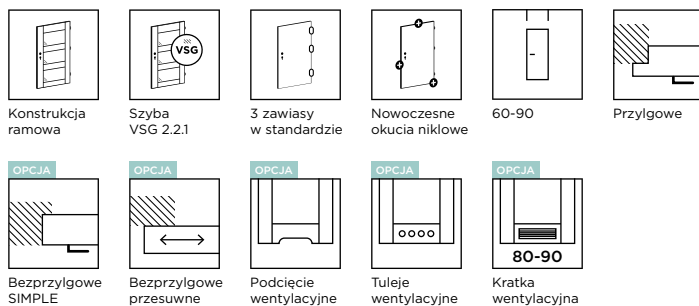 VSG
Konstrukcja
ramowa
Szyba
VSG 2.2.1
3 zawiasy
w standardzie
Nowoczesne
okucia niklowe
60-90
Przylgowe
OPCJA
OPCJA
OPCJA
OPCJA
OPCJA
80-90
Bezprzylgowe
SIMPLE
Bezprzylgowe
przesuwne
Podcięcie
wentylacyjne
Tuleje
wentylacyjne
Kratka
wentylacyjna